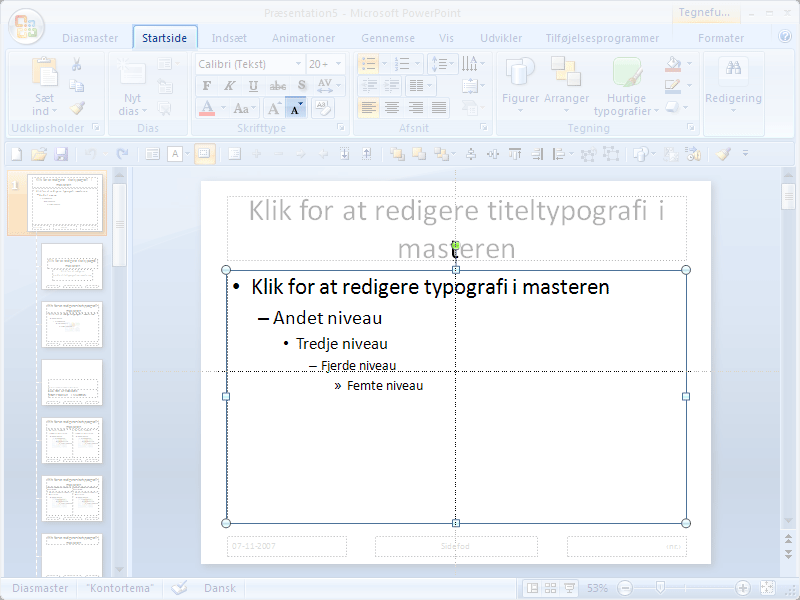 Præsentation5 - Microsoft PowerPoint
Tegnefu...
Diasmaster Startside Indsæt Animationer Gennemse Vis Udvikler Tilføjelsesprogrammer Formater
Calibri (Tekst) 20+
Sæt ind
Nyt dias
F K U abc S AV
A Aa A A
Figurer Arranger Hurtige typografier
Redigering
Udklipsholder Dias Skrifttype Afsnit Tegning
1
Klik for at redigere titeltypografi i
masteren
• Klik for at redigere typografi i masteren
– Andet niveau
• Tredje niveau
– Fjerde niveau
» Femte niveau
07-11-2007 Sidefod
Diasmaster "Kontortema" Dansk 53%